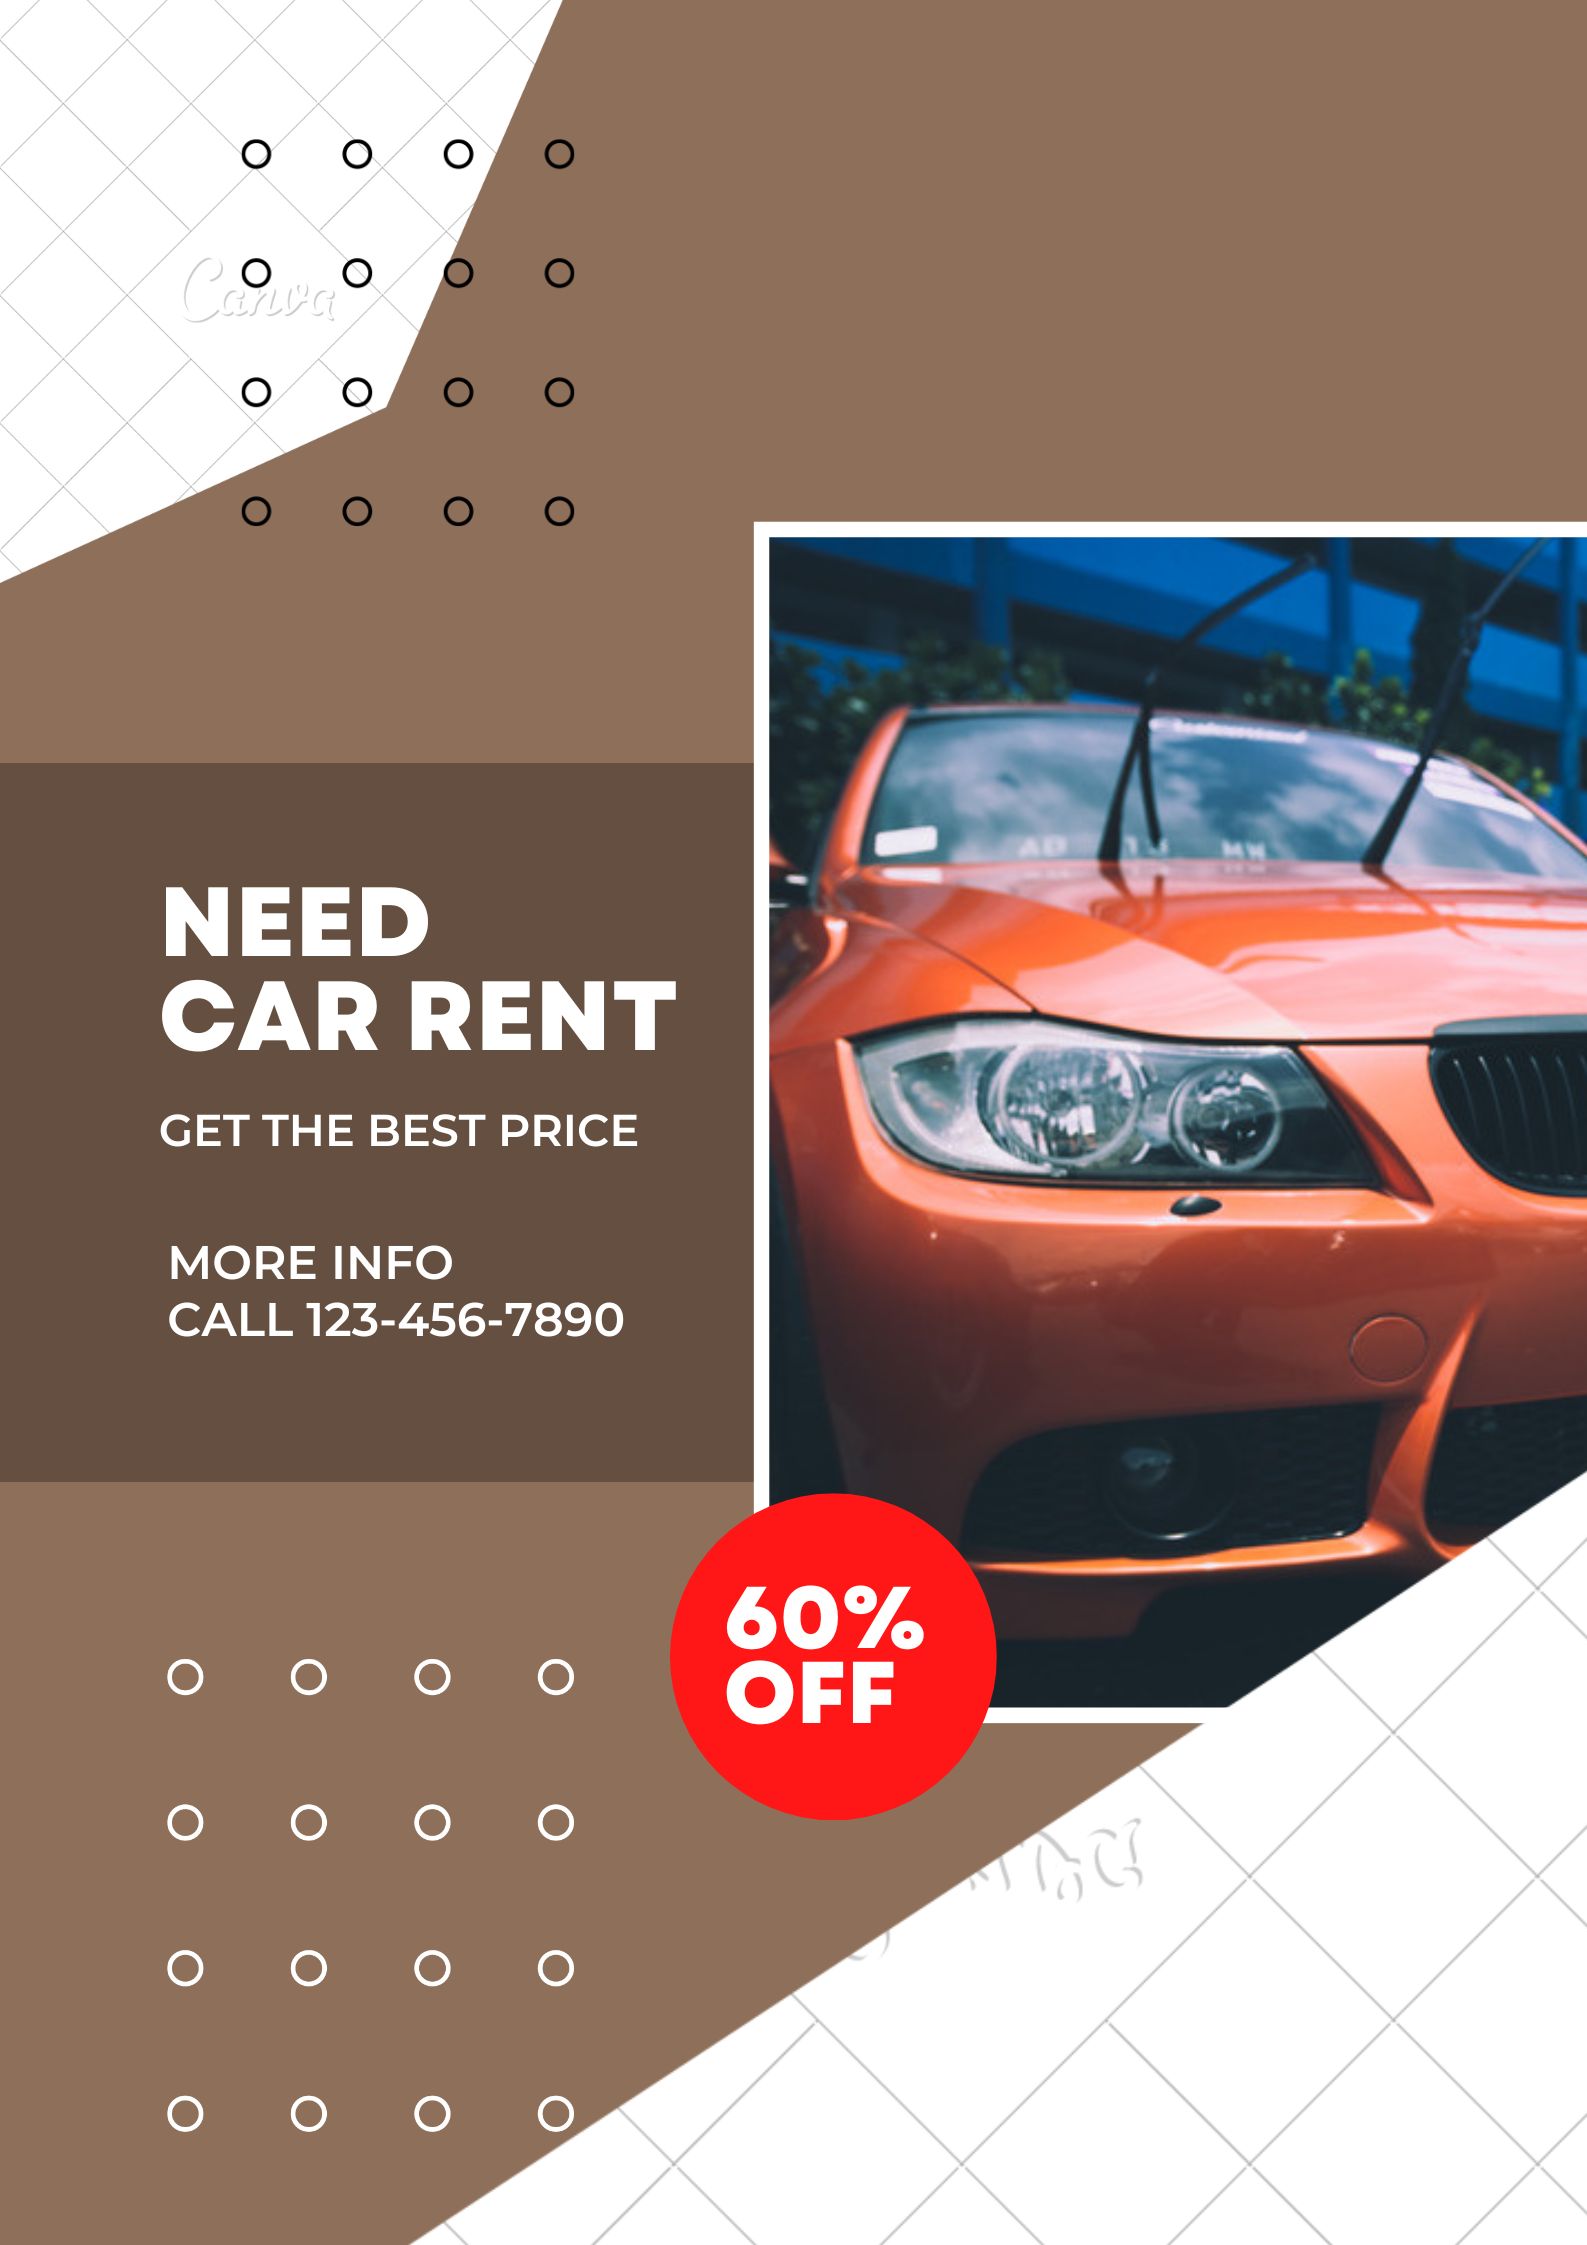 Canva
NEED
CAR RENT
GET THE BEST PRICE
MORE INFO
CALL 123-456-7890
60%
OFF